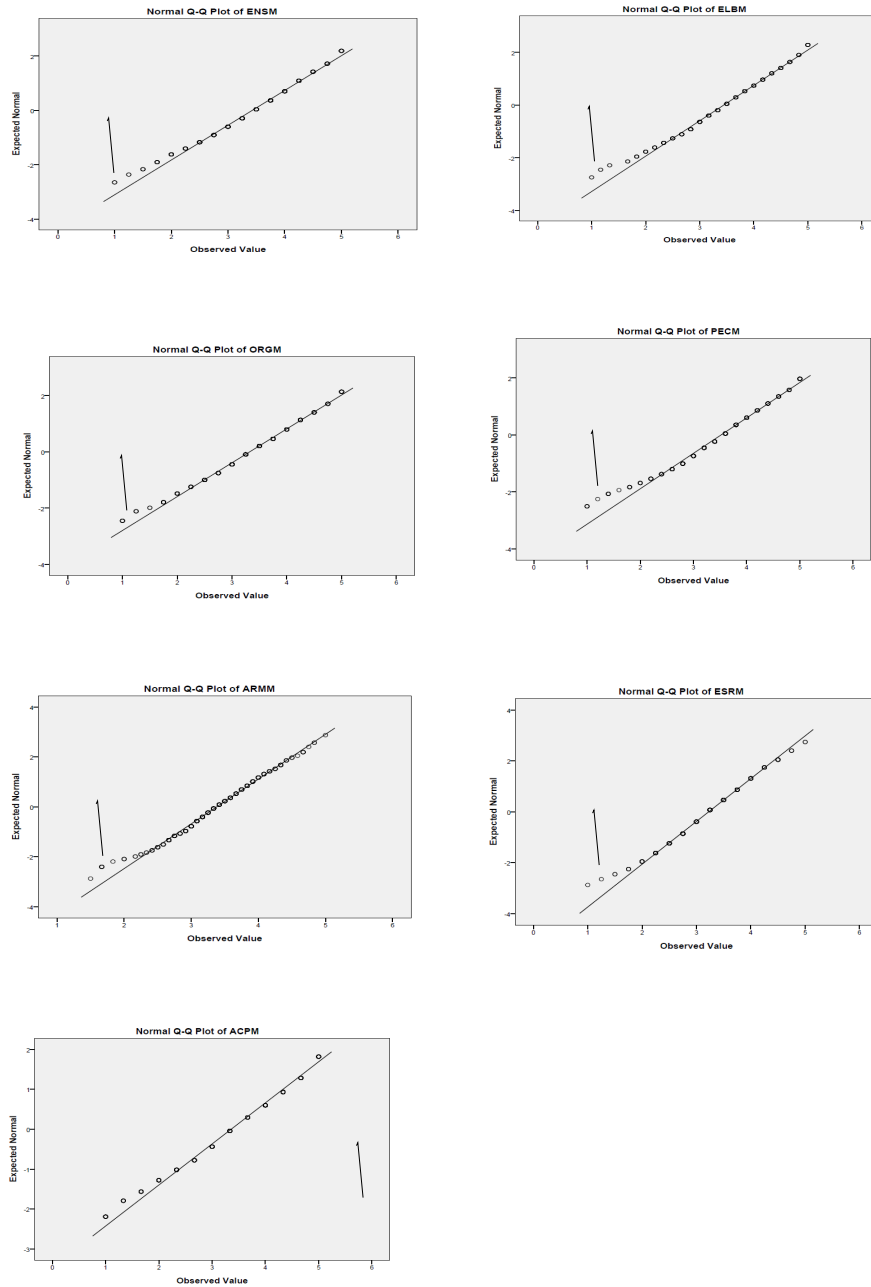 Normal Q-Q Plot of ENSM
Expected Normal
2
0
-2
-4
0 1 2 3 4 5 6
Observed Value
Normal Q-Q Plot of ELBM
Expected Normal
2
0
-2
-4
0 1 2 3 4 5 6
Observed Value
Normal Q-Q Plot of ORGM
Expected Normal
2
0
-2
-4
0 1 2 3 4 5 6
Observed Value
Normal Q-Q Plot of PECM
Expected Normal
2
0
-2
-4
0 1 2 3 4 5 6
Observed Value
Normal Q-Q Plot of ARMM
Expected Normal
4
2
0
-2
-4
1 2 3 4 5 6
Observed Value
Normal Q-Q Plot of ESRM
Expected Normal
4
2
0
-2
-4
0 1 2 3 4 5 6
Observed Value
Normal Q-Q Plot of ACPM
Expected Normal
2
1
0
-1
-2
-3
0 1 2 3 4 5 6
Observed Value